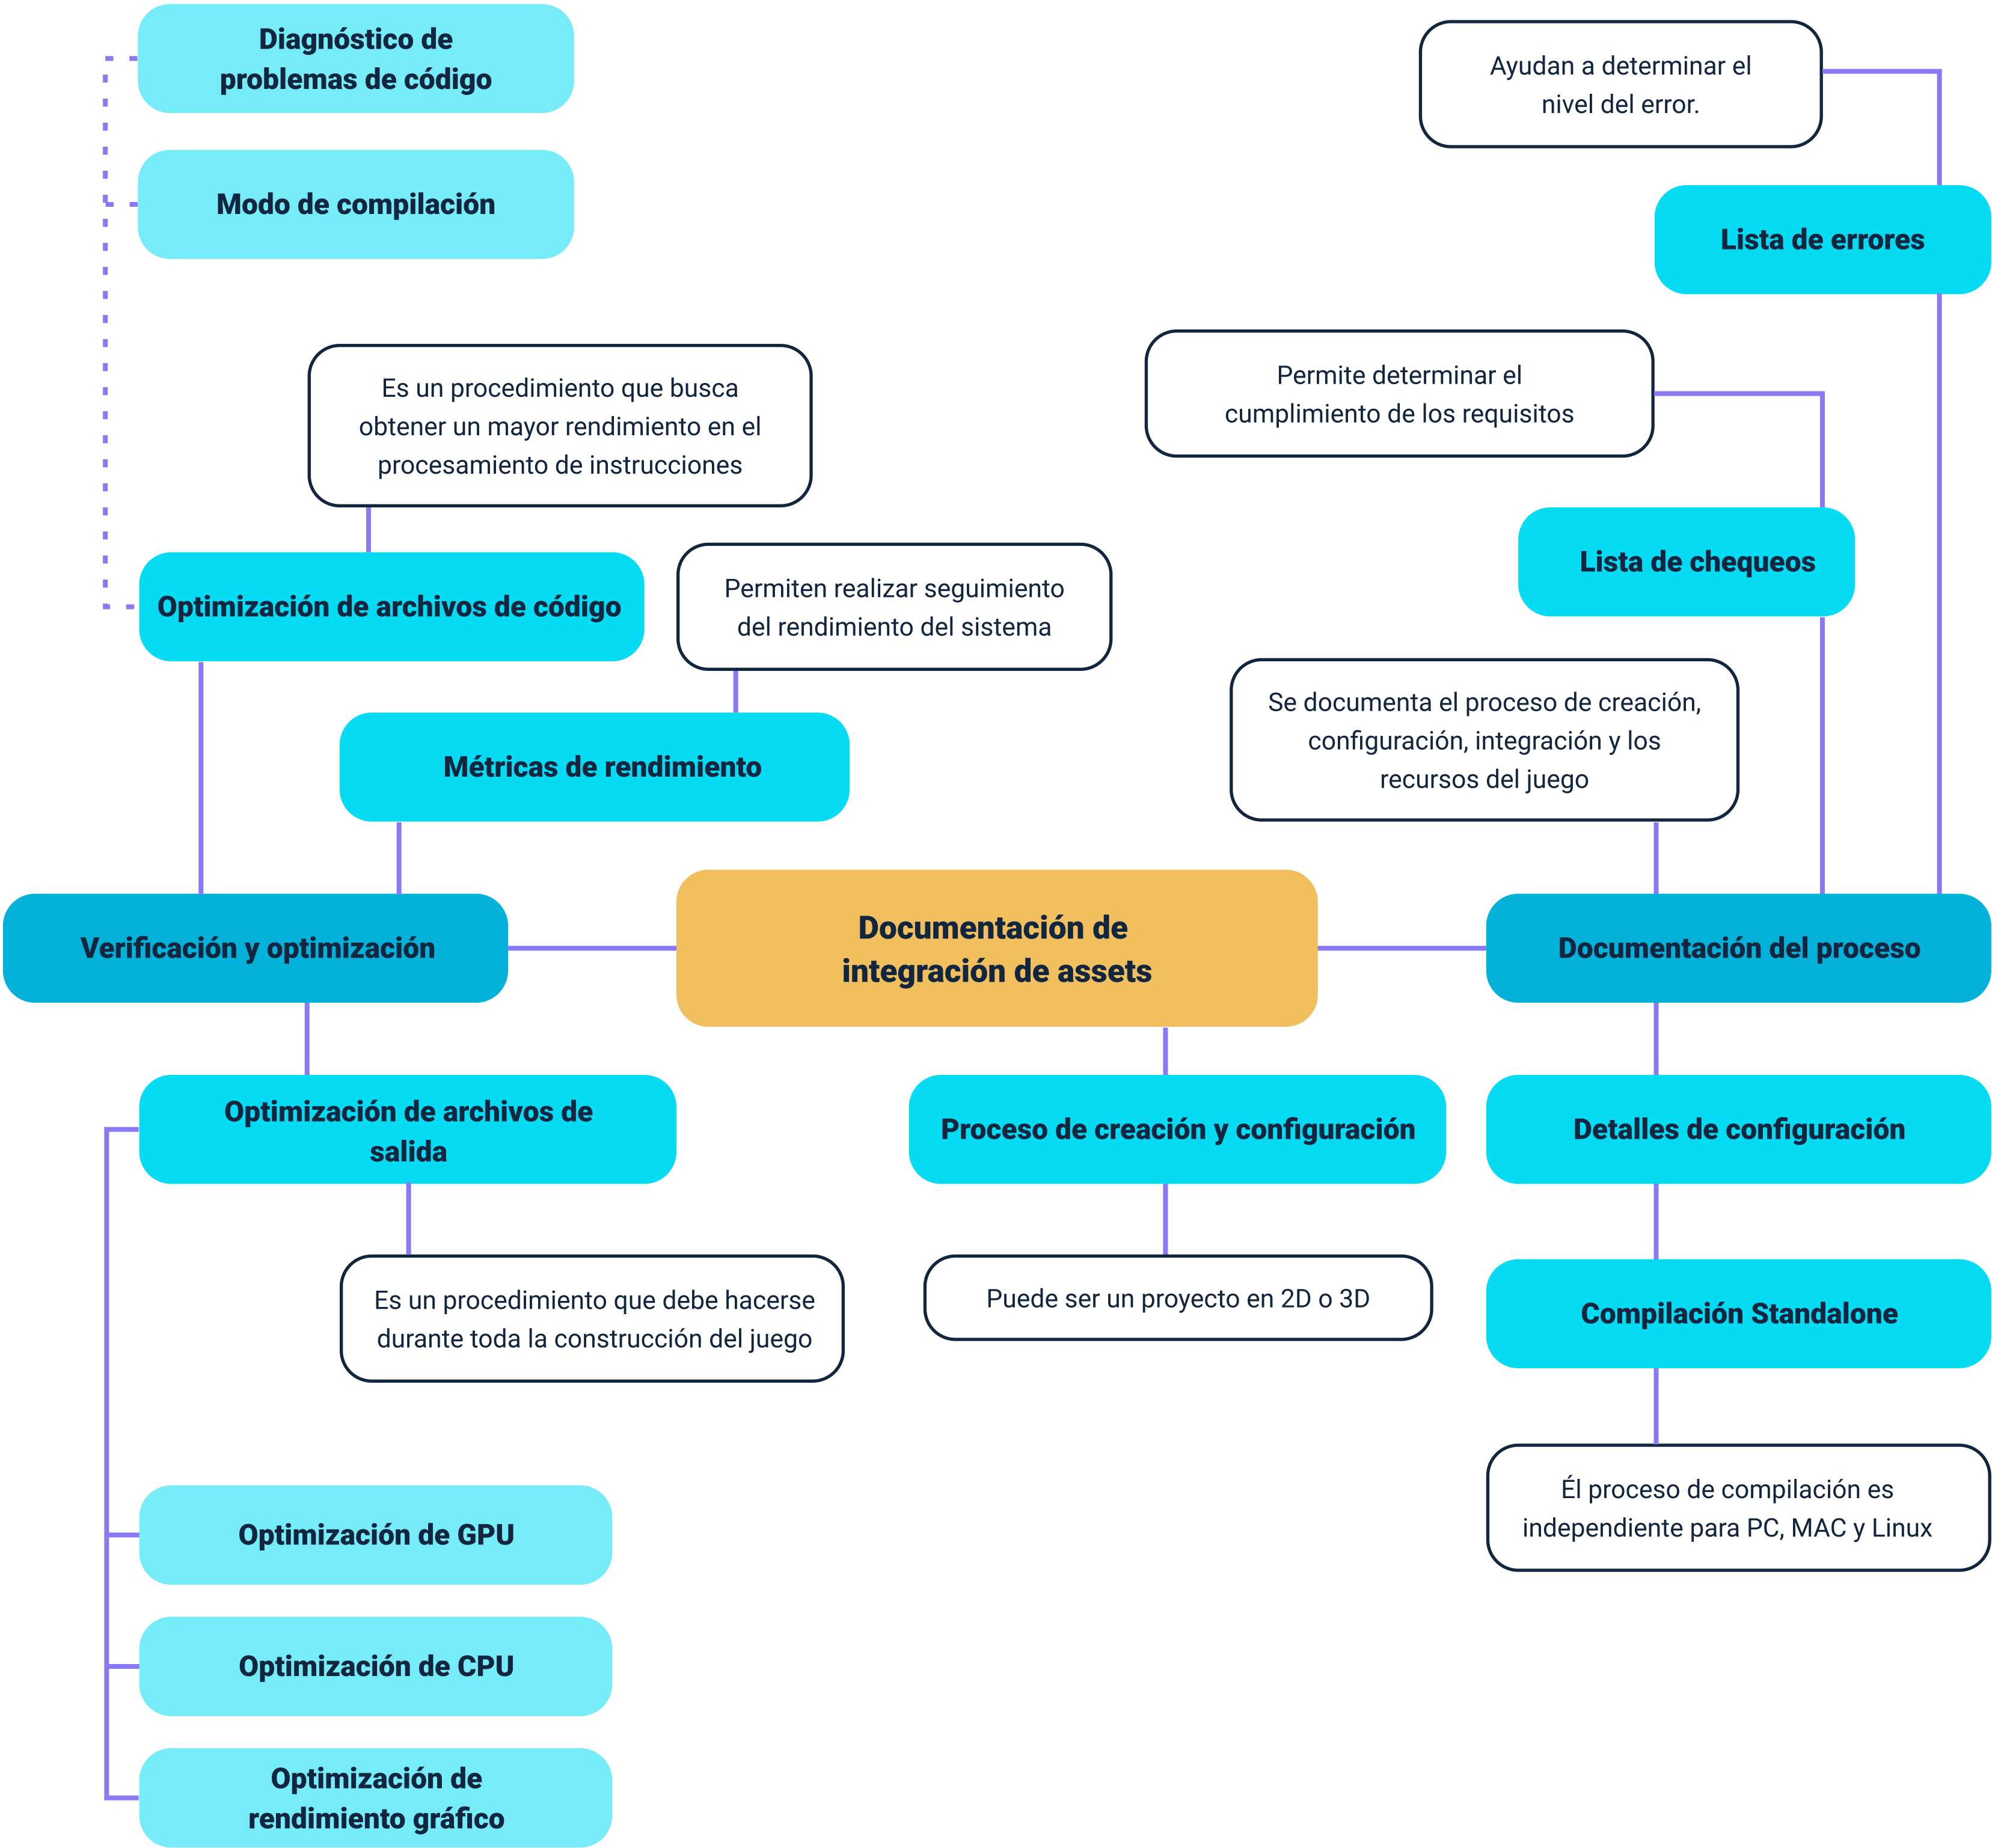 Diagnóstico de
problemas de código
Modo de compilación
Ayudan a determinar el
nivel del error.
Lista de errores
Es un procedimiento que busca
obtener un mayor rendimiento en el
procesamiento de instrucciones
Permite determinar el
cumplimiento de los requisitos
Optimización de archivos de código
Permiten realizar seguimiento
del rendimiento del sistema
Lista de chequeos
Métricas de rendimiento
Se documenta el proceso de creación,
configuración, integración y los
recursos del juego
Verificación y optimización
Documentación de
integración de assets
Documentación del proceso
Optimización de archivos de
salida
Proceso de creación y configuración
Detalles de configuración
Es un procedimiento que debe hacerse
durante toda la construcción del juego
Puede ser un proyecto en 2D o 3D
Compilación Standalone
Él proceso de compilación es
independiente para PC, MAC y Linux
Optimización de GPU
Optimización de CPU
Optimización de
rendimiento gráfico